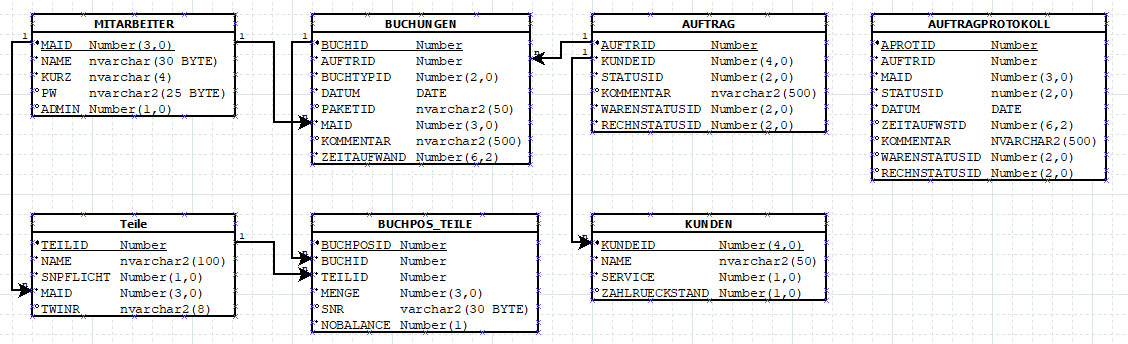 MITARBEITER
MAID Number(3,0)
NAME nvarchar(30 BYTE)
KURZ nvarchar(4)
PW nvarchar2(25 BYTE)
ADMIN Number(1,0)
BUCHUNGEN
BUCHID Number
AUFTRID Number
BUCHTYPID Number(2,0)
DATUM DATE
PAKETID nvarchar2(50)
MAID Number(3,0)
KOMMENTAR nvarchar2(500)
ZEITAUFWAND Number(6,2)
AUFTRAG
AUFTRID Number
KUNDEID Number(4,0)
STATUSID Number(2,0)
KOMMENTAR nvarchar2(500)
WARENSTATUSID Number(2,0)
RECHNSTATUSID Number(2,0)
AUFTRAGPROTOKOLL
APROTID Number
AUFTRID Number
MAID Number(3,0)
STATUSID number(2,0)
DATUM DATE
ZEITAUFWSTD Number(6,2)
KOMMENTAR NVARCHAR2(500)
WARENSTATUSID Number(2,0)
RECHNSTATUSID Number(2,0)
Teile
TEILID Number
NAME nvarchar2(100)
SNPFLICHT Number(1,0)
MAID Number(3,0)
TWINR nvarchar2(8)
BUCHPOS_TEILE
BUCHPOSID Number
BUCHID Number
TEILID Number
MENGE Number(3,0)
SNR varchar2(30 BYTE)
NOBALANCE Number(1)
KUNDEN
KUNDEID Number(4,0)
NAME nvarchar2(50)
SERVICE Number(1,0)
ZAHLRUECKSTAND Number(1,0)
1
1
1
1
1
1